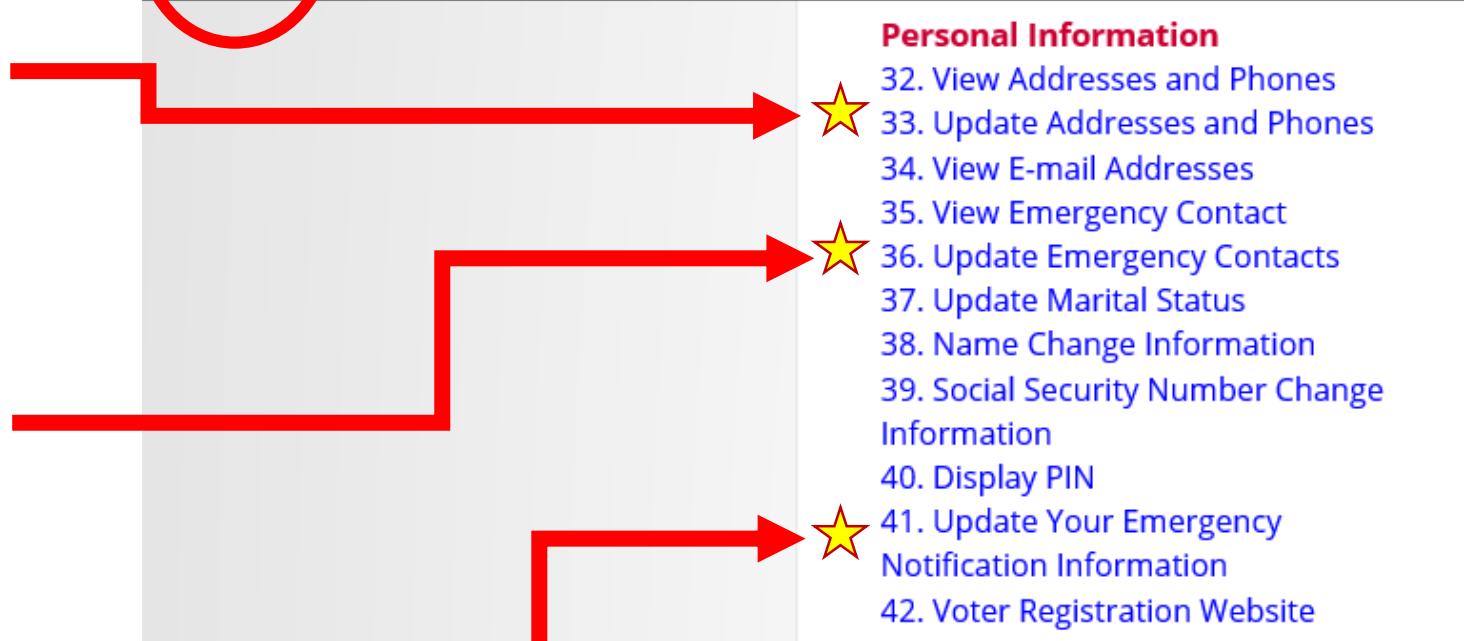 Personal Information
32. View Addresses and Phones
33. Update Addresses and Phones
34. View E-mail Addresses
35. View Emergency Contact
36. Update Emergency Contacts
37. Update Marital Status
38. Name Change Information
39. Social Security Number Change
Information
40. Display PIN
41. Update Your Emergency
Notification Information
42. Voter Registration Website